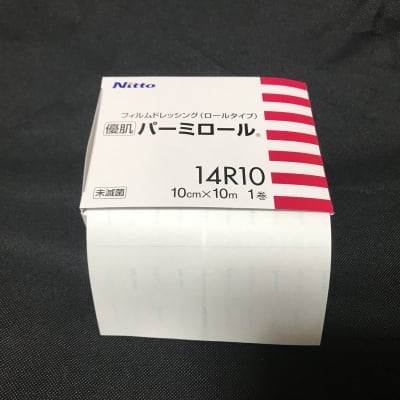 Nitto
フィルムドレッシング(ロールタイプ)
優肌 パーミロール®
14R10
未滅菌 10cm×10m 1巻